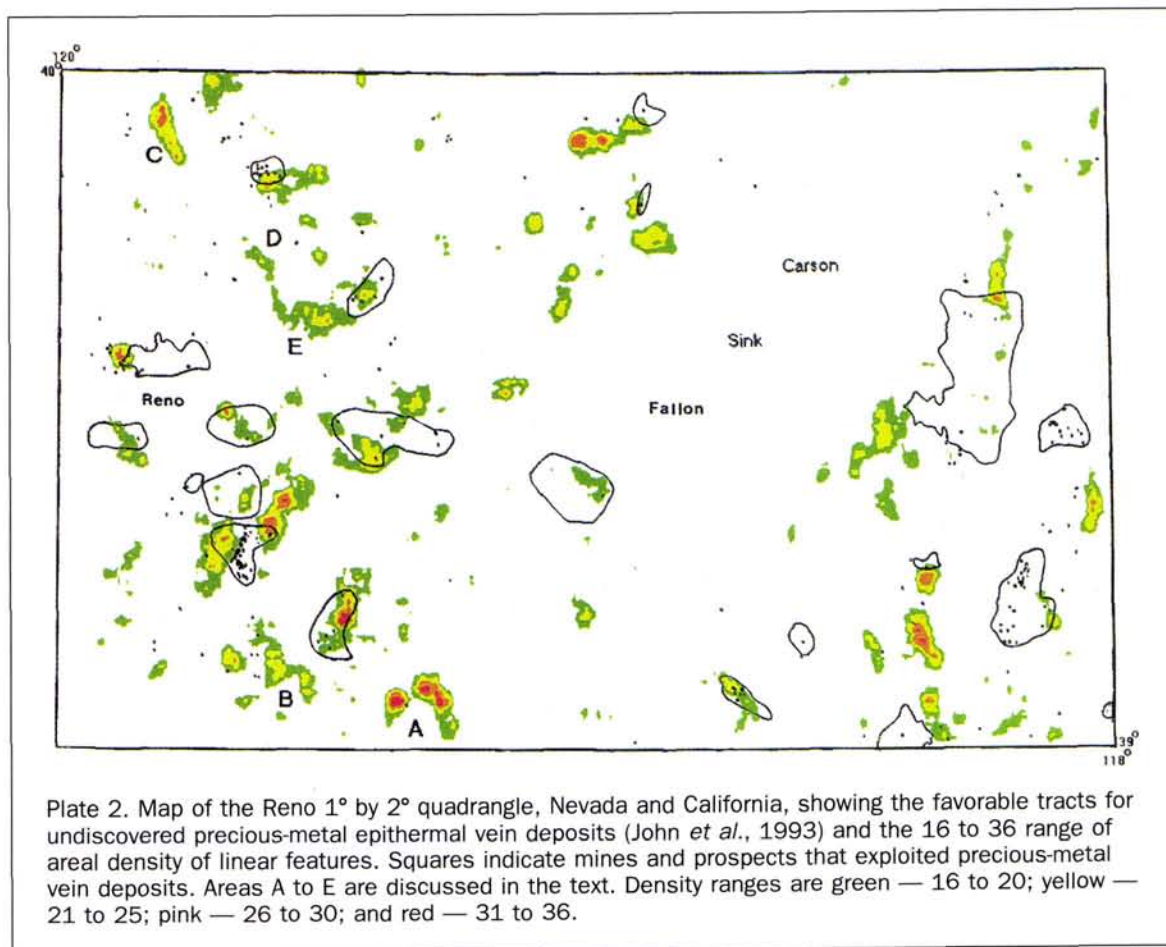 120°
40°
C
D
Carson
E
Sink
Reno
Fallon
B
A
39°
118°
Plate 2. Map of the Reno 1° by 2° quadrangle, Nevada and California, showing the favorable tracts for
undiscovered precious-metal epithermal vein deposits (John et al., 1993) and the 16 to 36 range of
areal density of linear features. Squares indicate mines and prospects that exploited precious-metal
vein deposits. Areas A to E are discussed in the text. Density ranges are green — 16 to 20; yellow —
21 to 25; pink — 26 to 30; and red — 31 to 36.